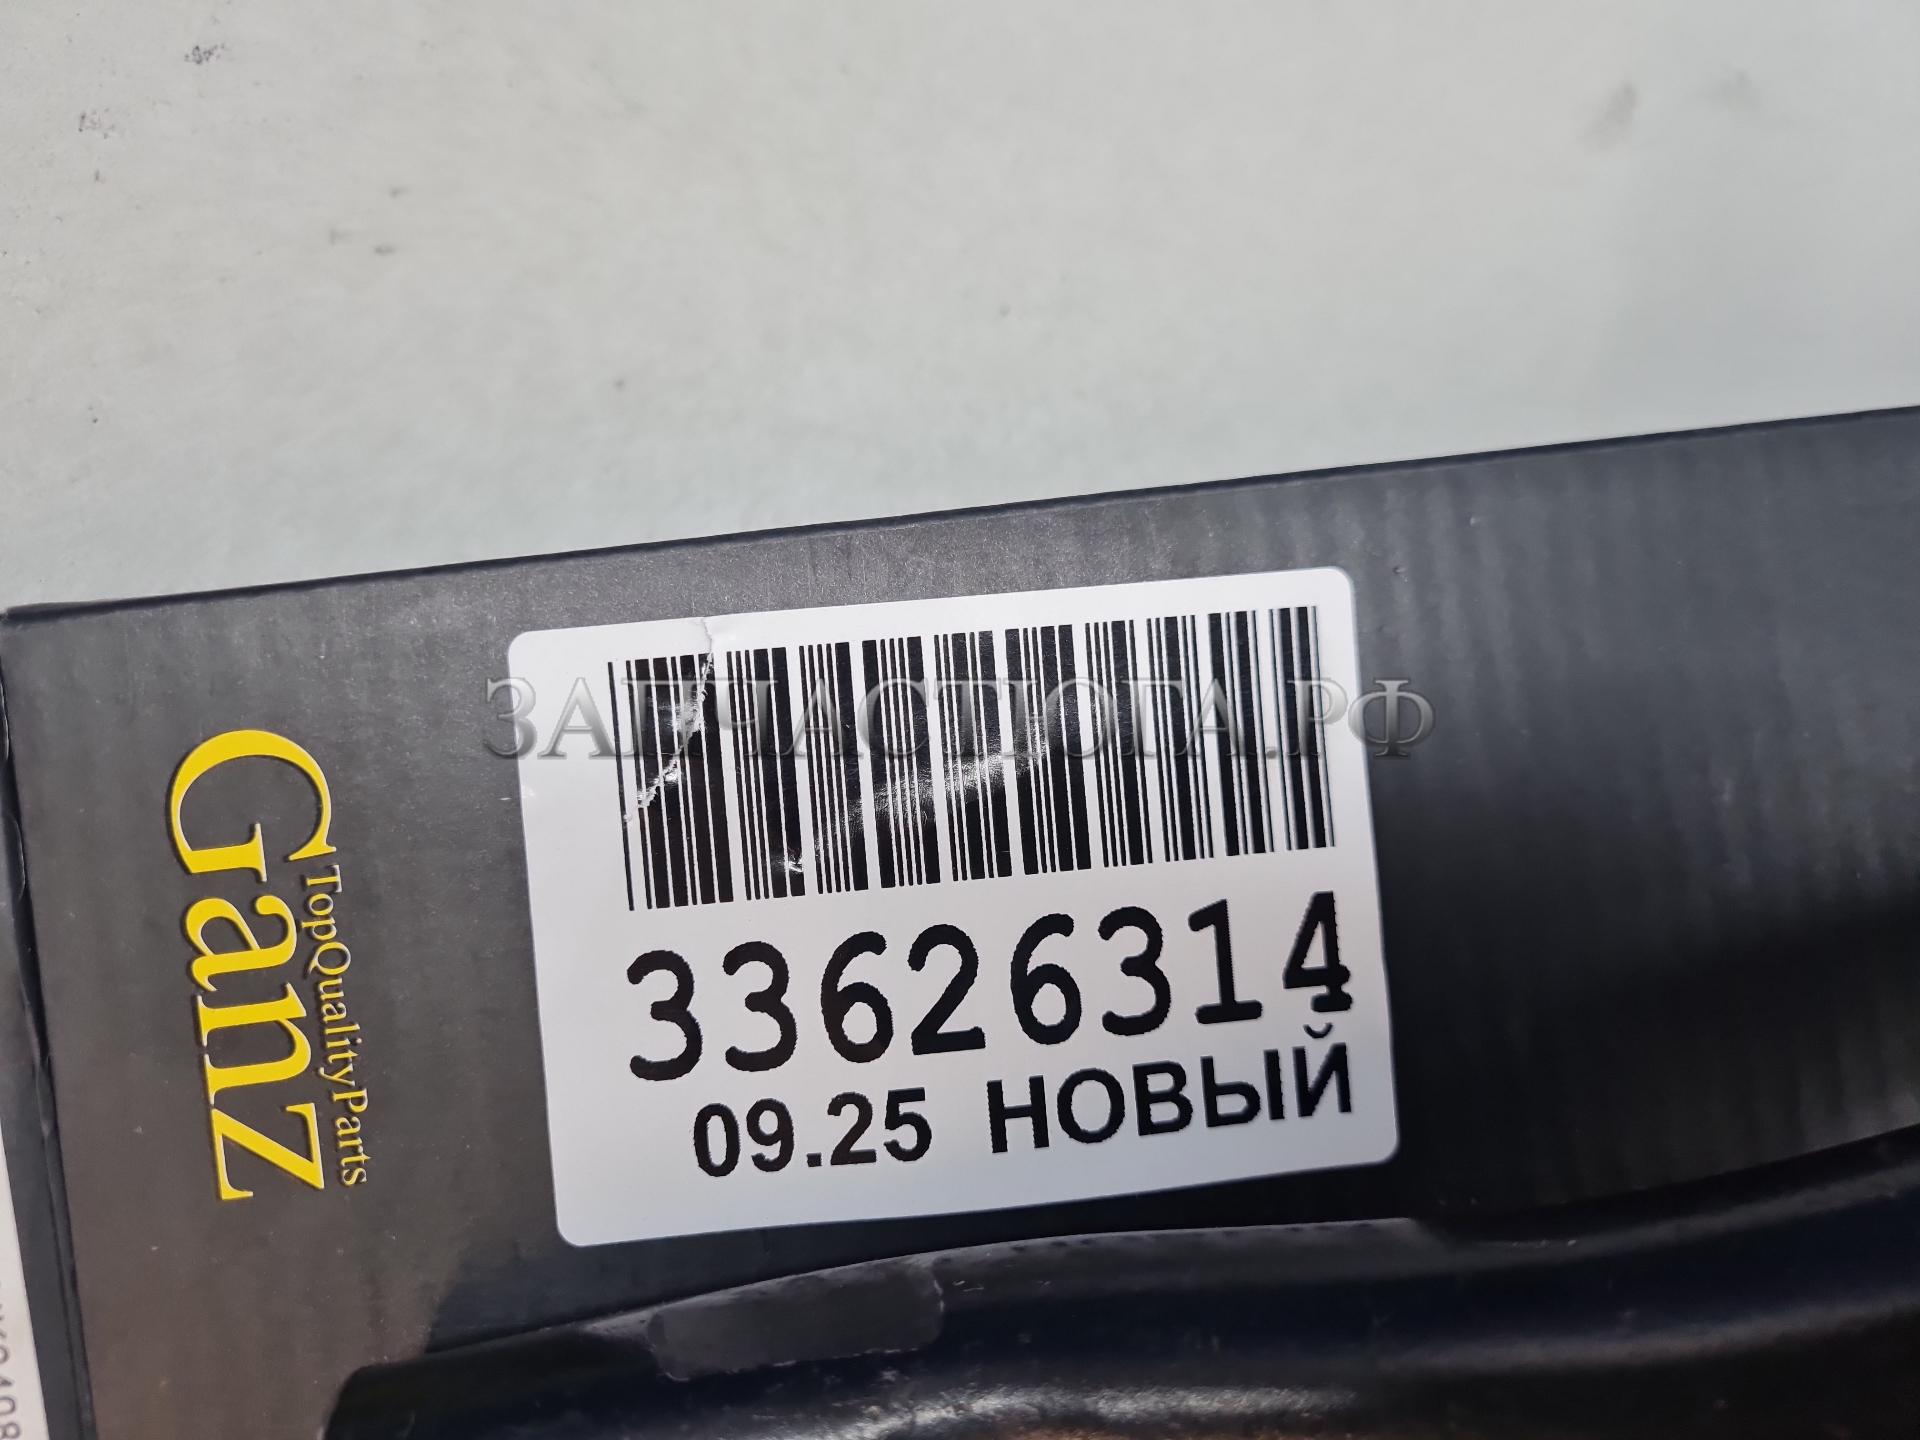 ЗАПЧАСТЮГА.РФ
Ganz
TopQualityParts
33626314
09.25 НОВЫЙ